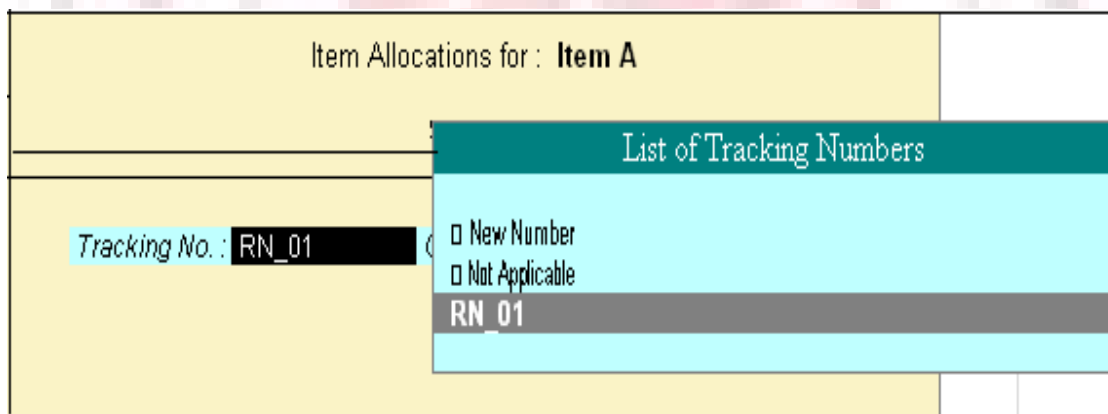 Item Allocations for : Item A
List of Tracking Numbers
Tracking No. : RN_01
New Number
Not Applicable
RN_01